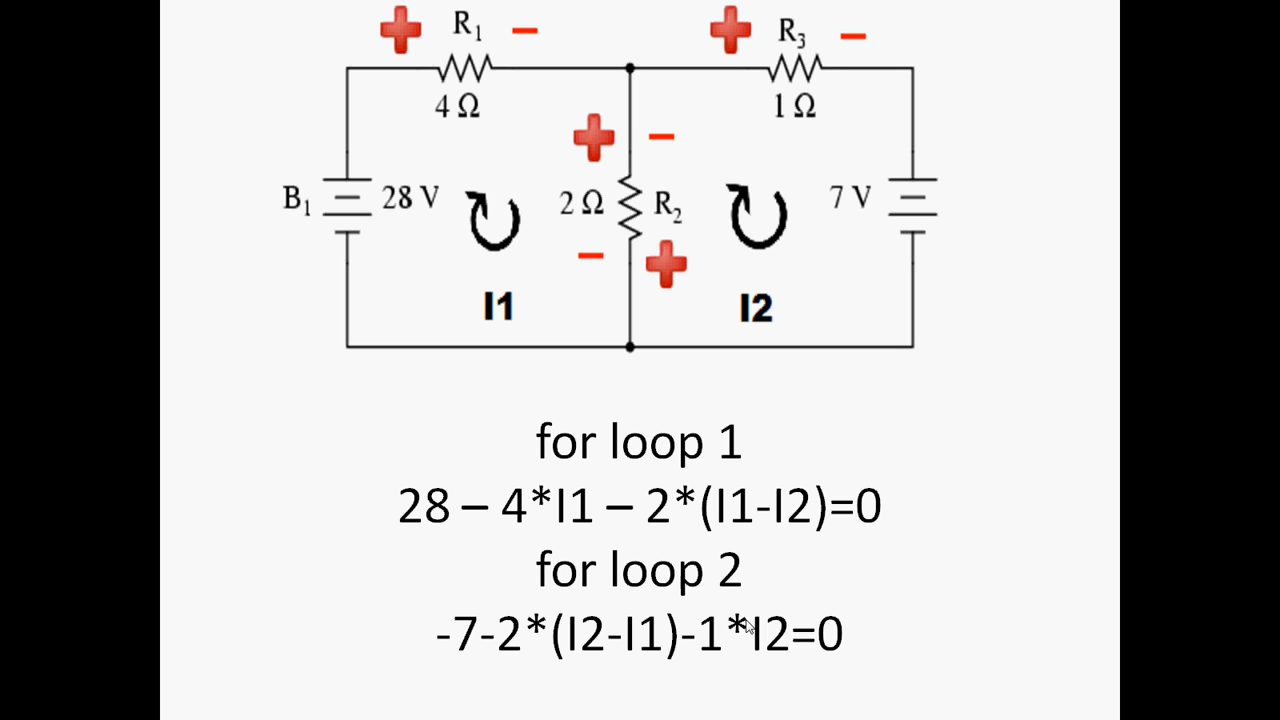 + R₁ − + R₃ −
4 Ω 1 Ω
+ −
B₁ 28 V 2 Ω R₂ 7 V
− +
I1 I2
for loop 1
28 – 4*I1 – 2*(I1-I2)=0
for loop 2
-7-2*(I2-I1)-1*I2=0